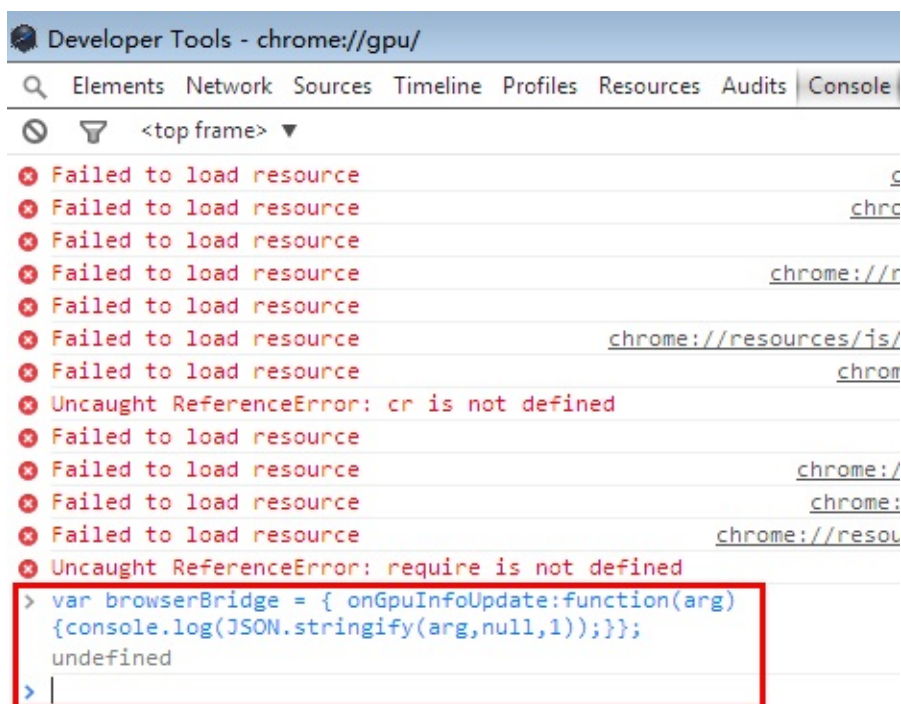 Developer Tools - chrome://gpu/
Elements Network Sources Timeline Profiles Resources Audits Console
<top frame> ▼
Failed to load resource c
Failed to load resource chro
Failed to load resource
Failed to load resource chrome://r
Failed to load resource
Failed to load resource chrome://resources/js/
Failed to load resource chrom
Uncaught ReferenceError: cr is not defined
Failed to load resource
Failed to load resource chrome:/
Failed to load resource chrome:
Failed to load resource chrome://resou
Uncaught ReferenceError: require is not defined
> var browserBridge = { onGpuInfoUpdate:function(arg)
{console.log(JSON.stringify(arg,null,1));}};
undefined
>